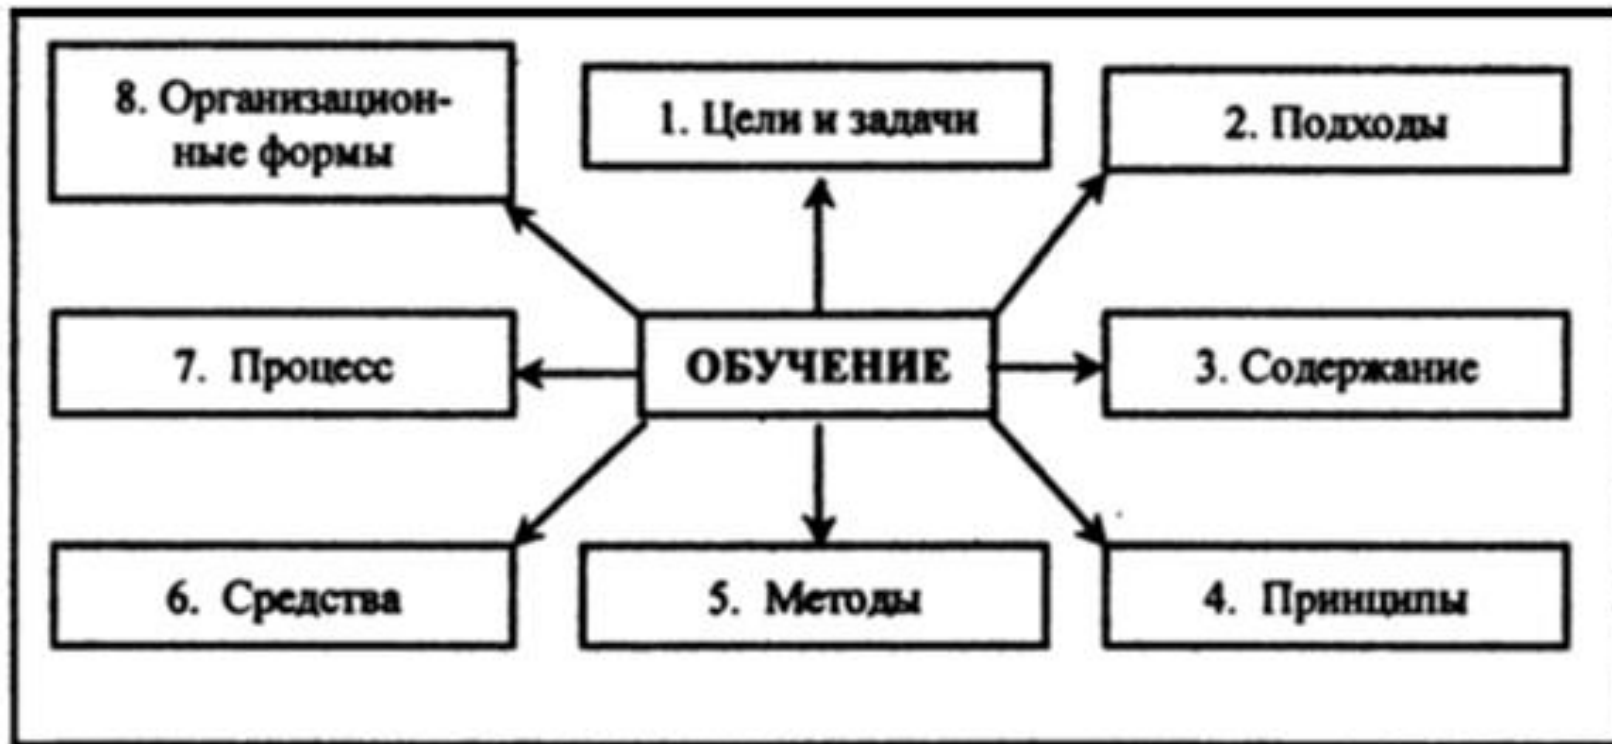 8. Организацион-
ные формы
1. Цели и задачи
2. Подходы
7. Процесс
ОБУЧЕНИЕ
3. Содержание
6. Средства
5. Методы
4. Принципы